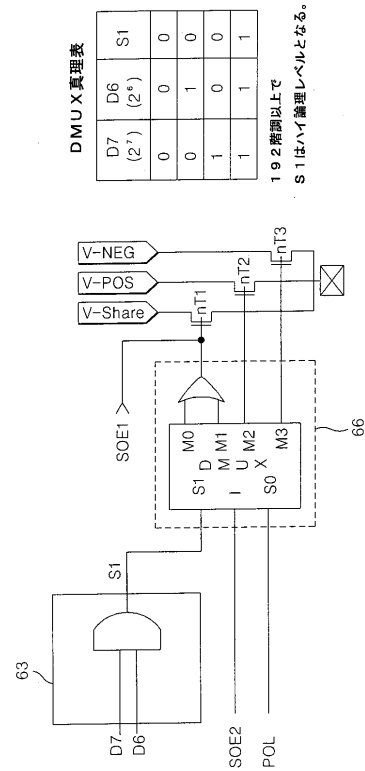 DMUX真理表
D7
(2⁷)
D6
(2⁶)
S1
0 0 0
0 1 0
1 0 0
1 1 1
192階調以上で
S1はハイ論理レベルとなる。
V-NEG
V-POS
V-Share
nT1
nT2
nT3
SOE1
66
M0
M1
M2
M3
D
M
U
X
S1
I
S0
S1
63
D7
D6
SOE2
POL